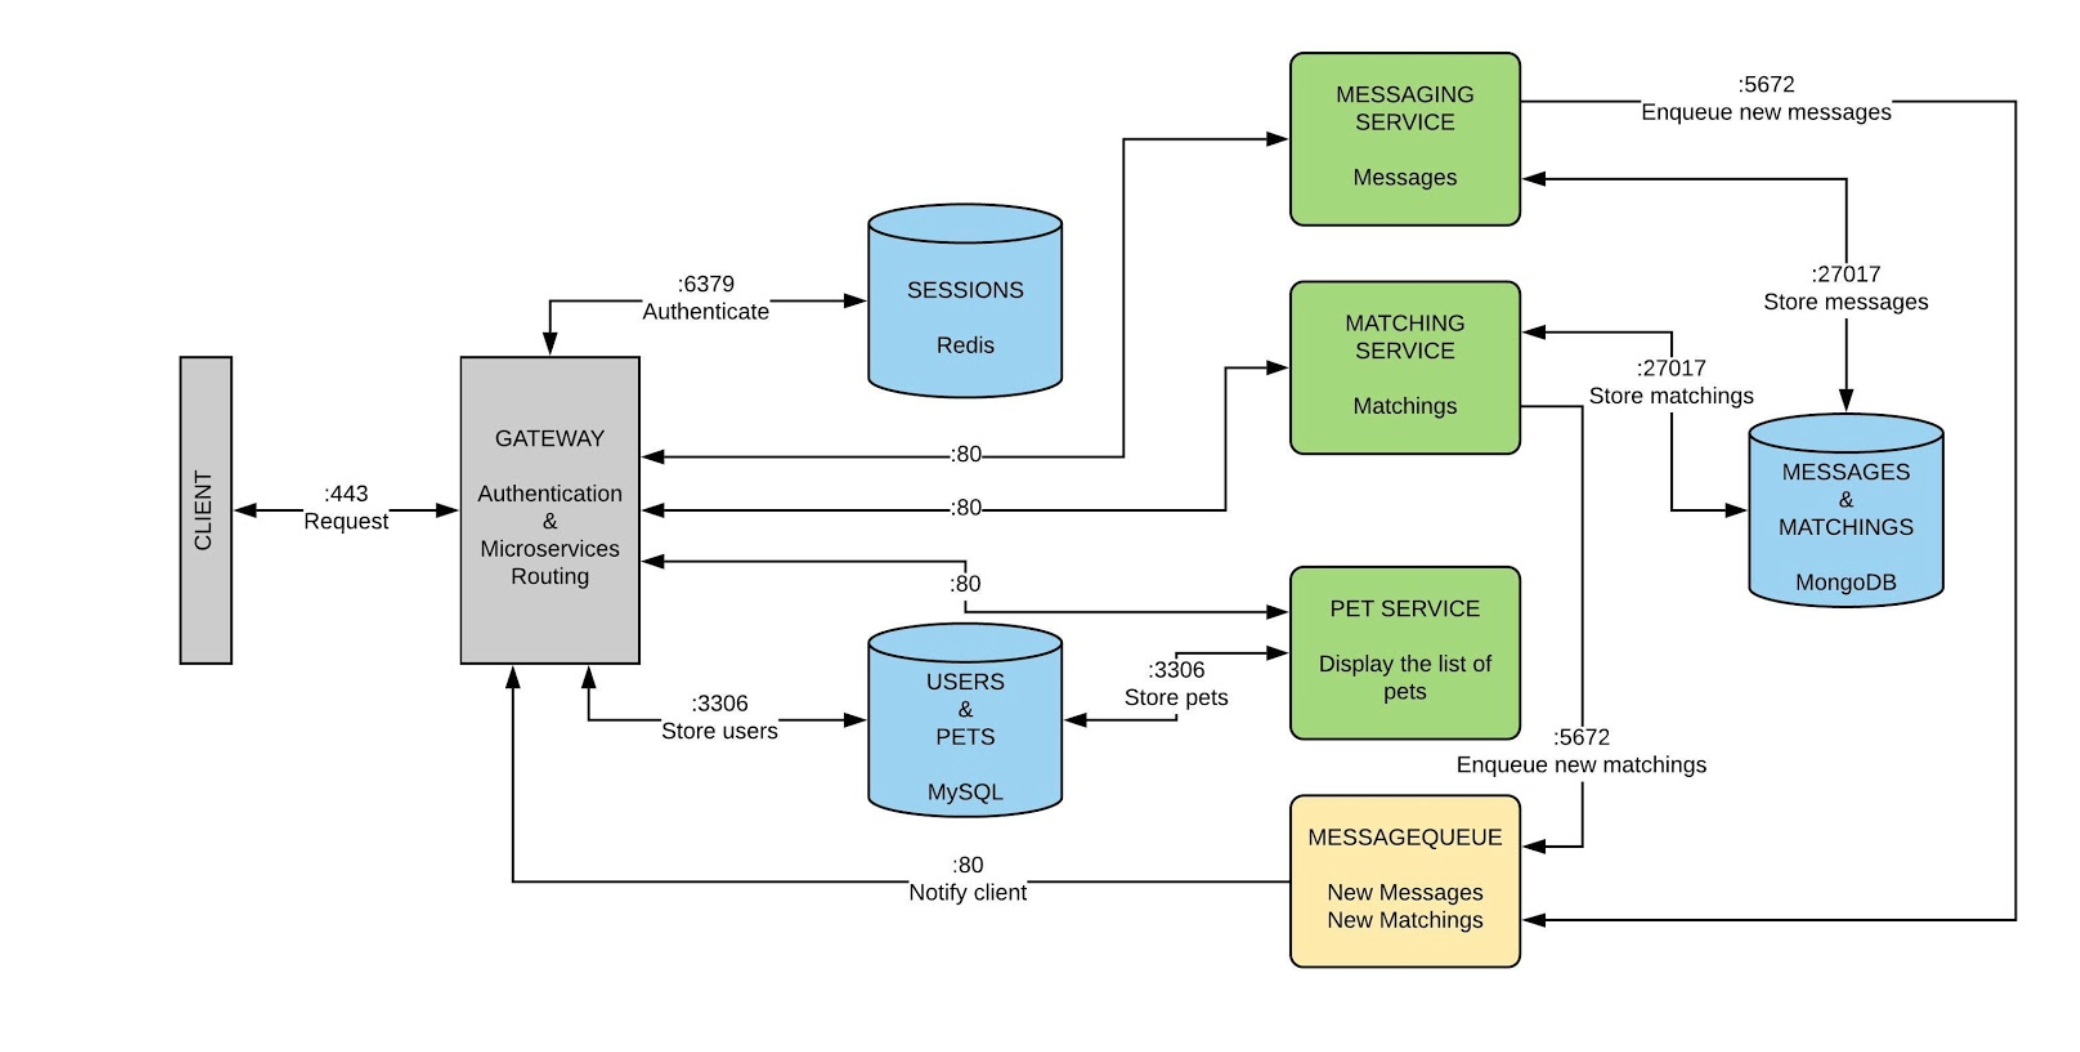 CLIENT
:443
Request
GATEWAY
Authentication
&
Microservices
Routing
:6379
Authenticate
SESSIONS
Redis
:80
:80
:80
:3306
Store users
USERS
&
PETS
MySQL
:3306
Store pets
:80
Notify client
MESSAGING
SERVICE
Messages
MATCHING
SERVICE
Matchings
PET SERVICE
Display the list of
pets
MESSAGEQUEUE
New Messages
New Matchings
:5672
Enqueue new messages
:27017
Store messages
:27017
Store matchings
MESSAGES
&
MATCHINGS
MongoDB
:5672
Enqueue new matchings